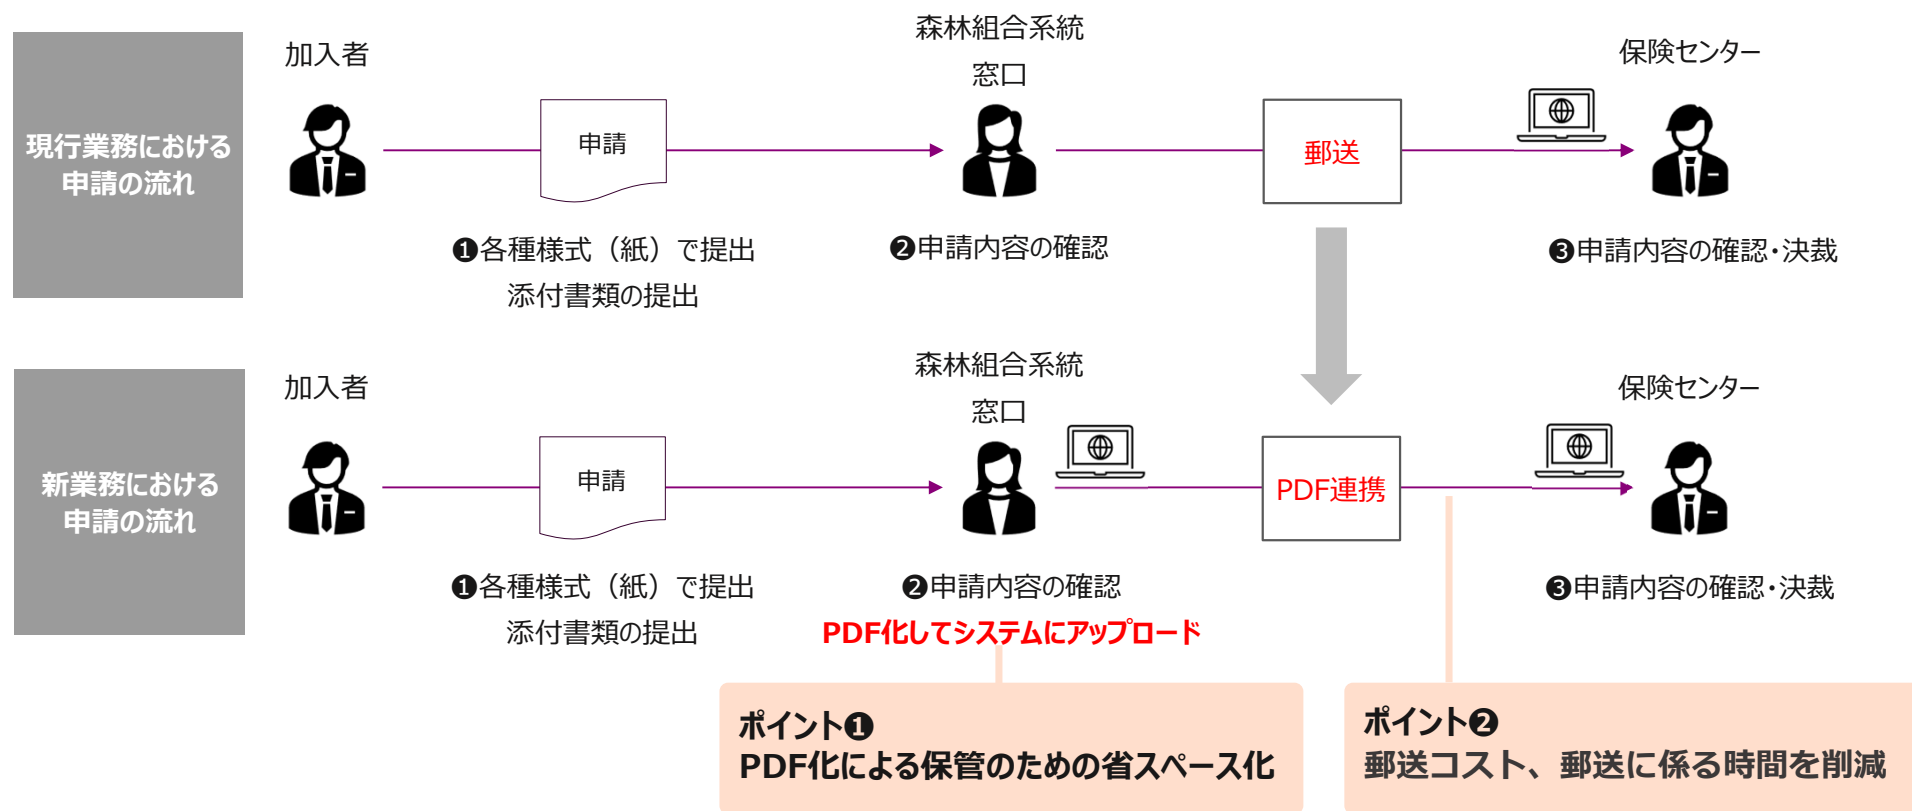 現行業務における
申請の流れ
加入者
申請
❶各種様式（紙）で提出
添付書類の提出
森林組合系統
窓口
❷申請内容の確認
郵送
保険センター
❸申請内容の確認・決裁
新業務における
申請の流れ
加入者
申請
❶各種様式（紙）で提出
添付書類の提出
森林組合系統
窓口
❷申請内容の確認
PDF化してシステムにアップロード
PDF連携
保険センター
❸申請内容の確認・決裁
ポイント❶
PDF化による保管のための省スペース化
ポイント❷
郵送コスト、郵送に係る時間を削減